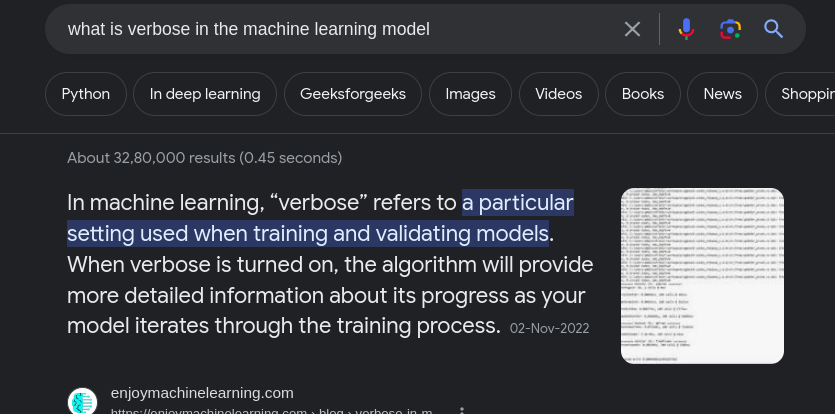 what is verbose in the machine learning model
Python In deep learning Geeksforgeeks Images Videos Books News Shoppin
About 32,80,000 results (0.45 seconds)
In machine learning, “verbose” refers to a particular
setting used when training and validating models.
When verbose is turned on, the algorithm will provide
more detailed information about its progress as your
model iterates through the training process. 02-Nov-2022
enjoymachinelearning.com
https://enjoymachinelearning.com › blog › verbose-in-m...